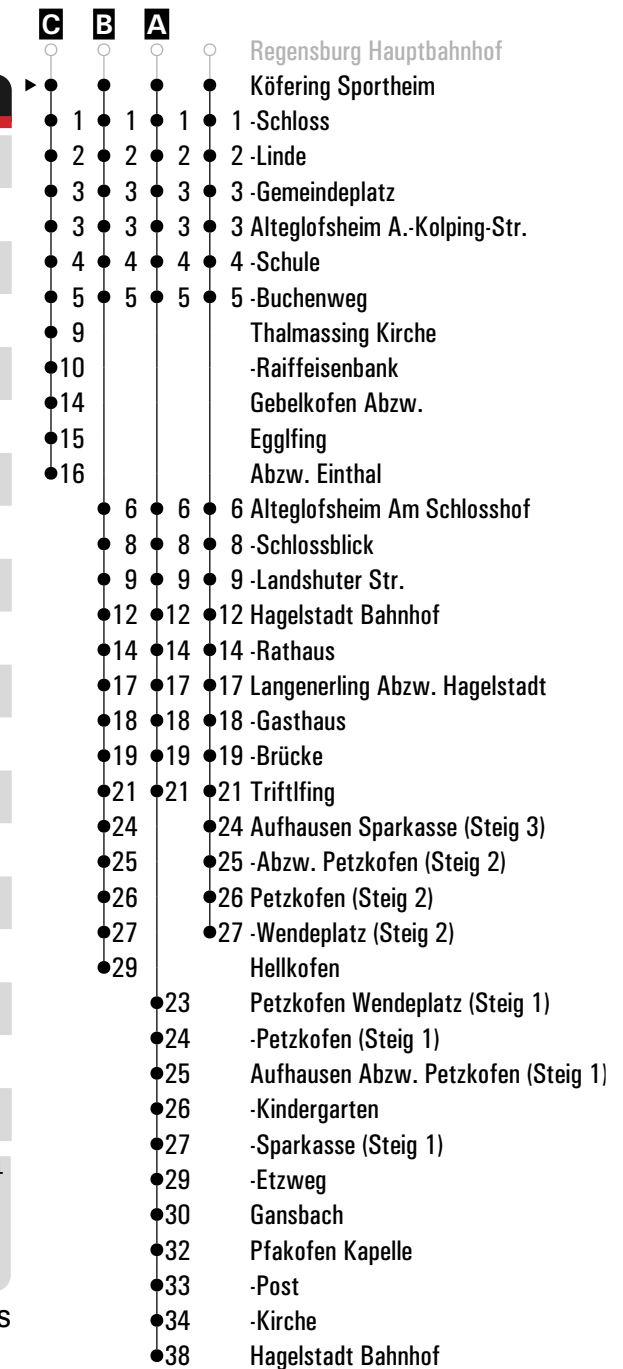 C B A
Regensburg Hauptbahnhof
Köfering Sportheim
1 1 1 1 -Schloss
2 2 2 2 -Linde
3 3 3 3 -Gemeindeplatz
3 3 3 3 Alteglofsheim A.-Kolping-Str.
4 4 4 4 -Schule
5 5 5 5 -Buchenweg
9 Thalmassing Kirche
10 -Raiffeisenbank
14 Gebelkofen Abzw.
15 Egglfing
16 Abzw. Einthal
6 6 6 Alteglofsheim Am Schlosshof
8 8 8 -Schlossblick
9 9 9 -Landshuter Str.
12 12 12 Hagelstadt Bahnhof
14 14 14 -Rathaus
17 17 17 Langenerling Abzw. Hagelstadt
18 18 18 -Gasthaus
19 19 19 -Brücke
21 21 21 Triftlfing
24 24 Aufhausen Sparkasse (Steig 3)
25 25 -Abzw. Petzkofen (Steig 2)
26 26 Petzkofen (Steig 2)
27 27 -Wendeplatz (Steig 2)
29 Hellkofen
23 Petzkofen Wendeplatz (Steig 1)
24 -Petzkofen (Steig 1)
25 Aufhausen Abzw. Petzkofen (Steig 1)
26 -Kindergarten
27 -Sparkasse (Steig 1)
29 -Etzweg
30 Gansbach
32 Pfakofen Kapelle
33 -Post
s
34 -Kirche
38 Hagelstadt Bahnhof